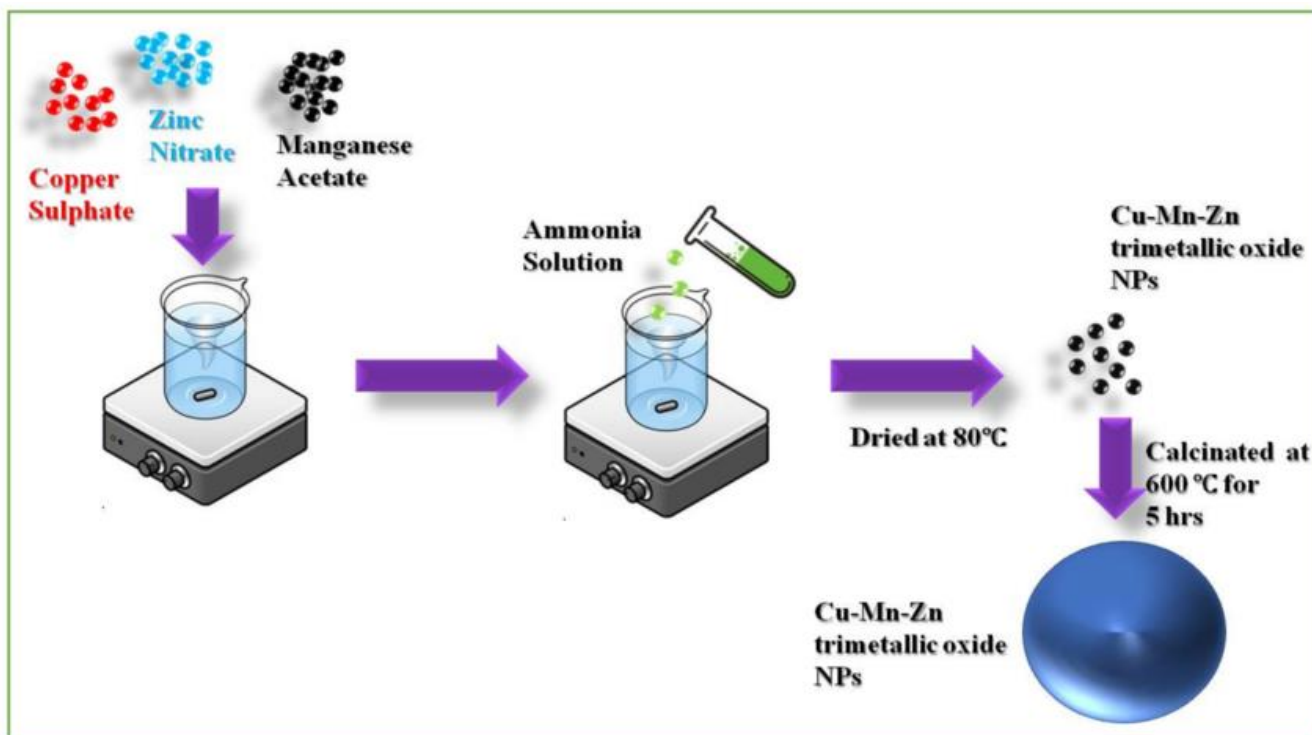 Zinc
Nitrate
Copper
Sulphate
Manganese
Acetate
Ammonia
Solution
Dried at 80℃
Cu-Mn-Zn
trimetallic oxide
NPs
Calcinated at
600 ℃ for
5 hrs
Cu-Mn-Zn
trimetallic oxide
NPs